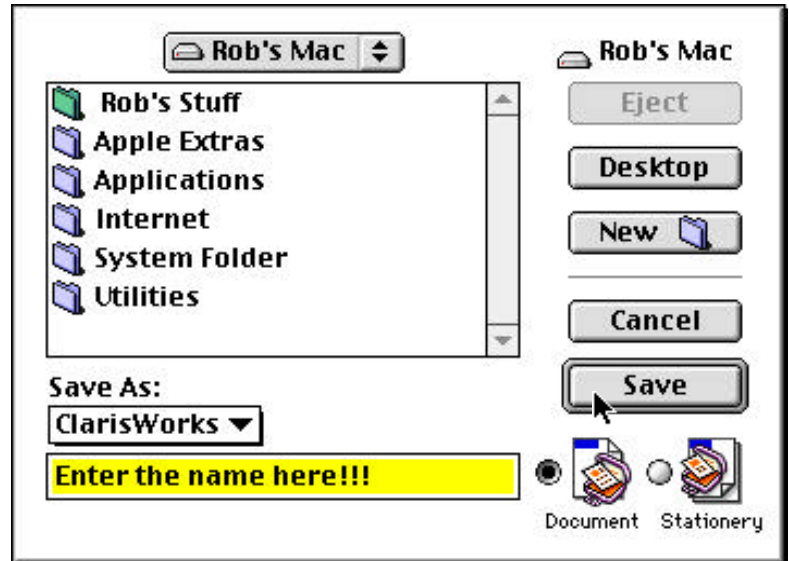 Rob's Mac
Rob's Stuff
Apple Extras
Applications
Internet
System Folder
Utilities
Save As:
ClarisWorks
Enter the name here!!!
Rob's Mac
Eject
Desktop
New
Cancel
Save
Document
Stationery